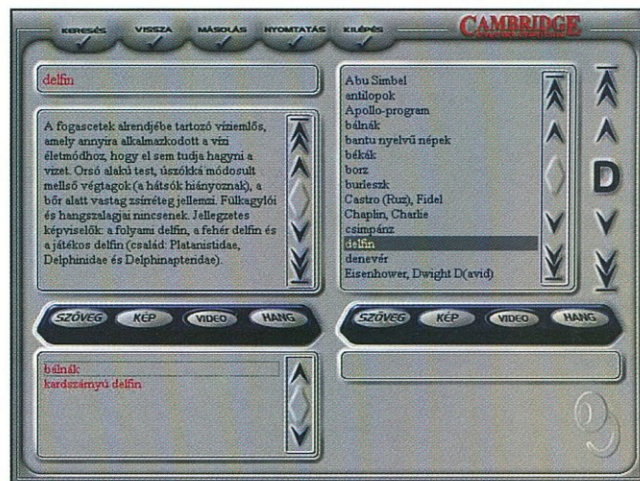 KERESÉS VISSZA MÁSOLÁS NYOMTATÁS KILÉPÉS
CAMBRIDGE
delfin
A fogascetek alrendjébe tartozó víziemlős,
amely annyira alkalmazkodott a vízi
életmódhoz, hogy el sem tudja hagyni a
vizet. Orsó alakú test, úszókká módosult
mellső végtagok (a hátsók hiányoznak), a
bőr alatt vastag zsírréteg jellemzi. Fülkagylói
és hangszalagjai nincsenek. Jellegzetes
képviselők: a folyami delfin, a fehér delfin és
a játékos delfin (család: Platanistidae,
Delphinidae és Delphinapteridae).
SZÖVEG KÉP VIDEO HANG
bálnák
kardszárnyú delfin
Abu Simbel
antilopok
Apollo-program
bálnák
bantu nyelvű népek
békák
borz
burleszk
Castro (Ruz), Fidel
Chaplin, Charlie
csimpánz
delfin
denevér
Eisenhower, Dwight D(avid)
D
SZÖVEG KÉP VIDEO HANG